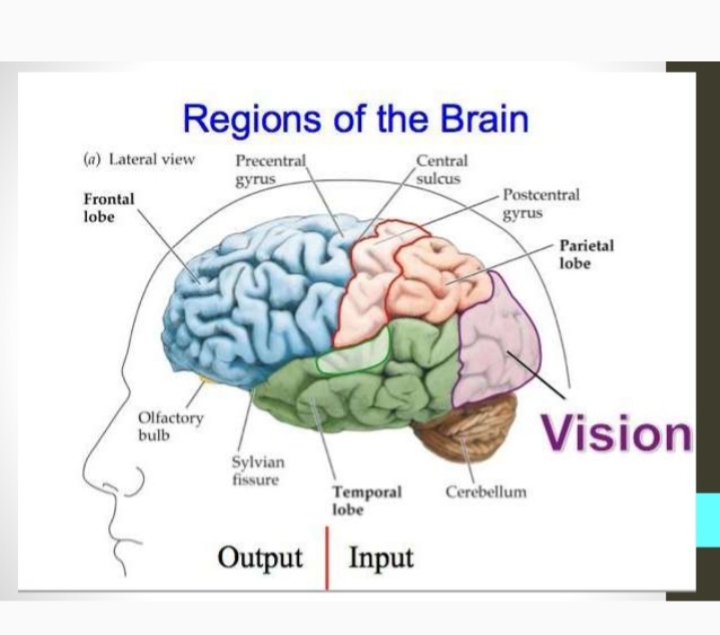 Regions of the Brain
(a) Lateral view
Precentral
gyrus
Central
sulcus
Frontal
lobe
Postcentral
gyrus
Parietal
lobe
Olfactory
bulb
Vision
Sylvian
fissure
Temporal
lobe
Cerebellum
Output
Input